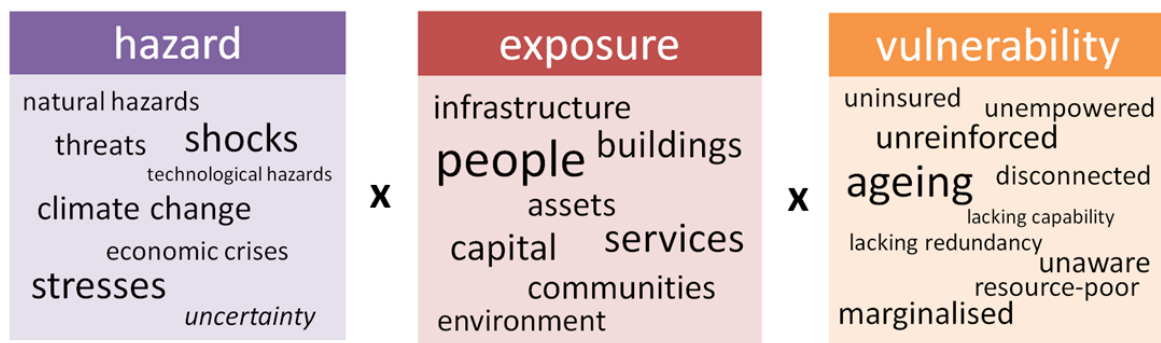 hazard
natural hazards
threats shocks
technological hazards
climate change
economic crises
stresses
uncertainty
x
exposure
infrastructure
people buildings
assets
capital services
communities
environment
x
vulnerability
uninsured unempowered
unreinforced
ageing disconnected
lacking capability
lacking redundancy
unaware
resource-poor
marginalised